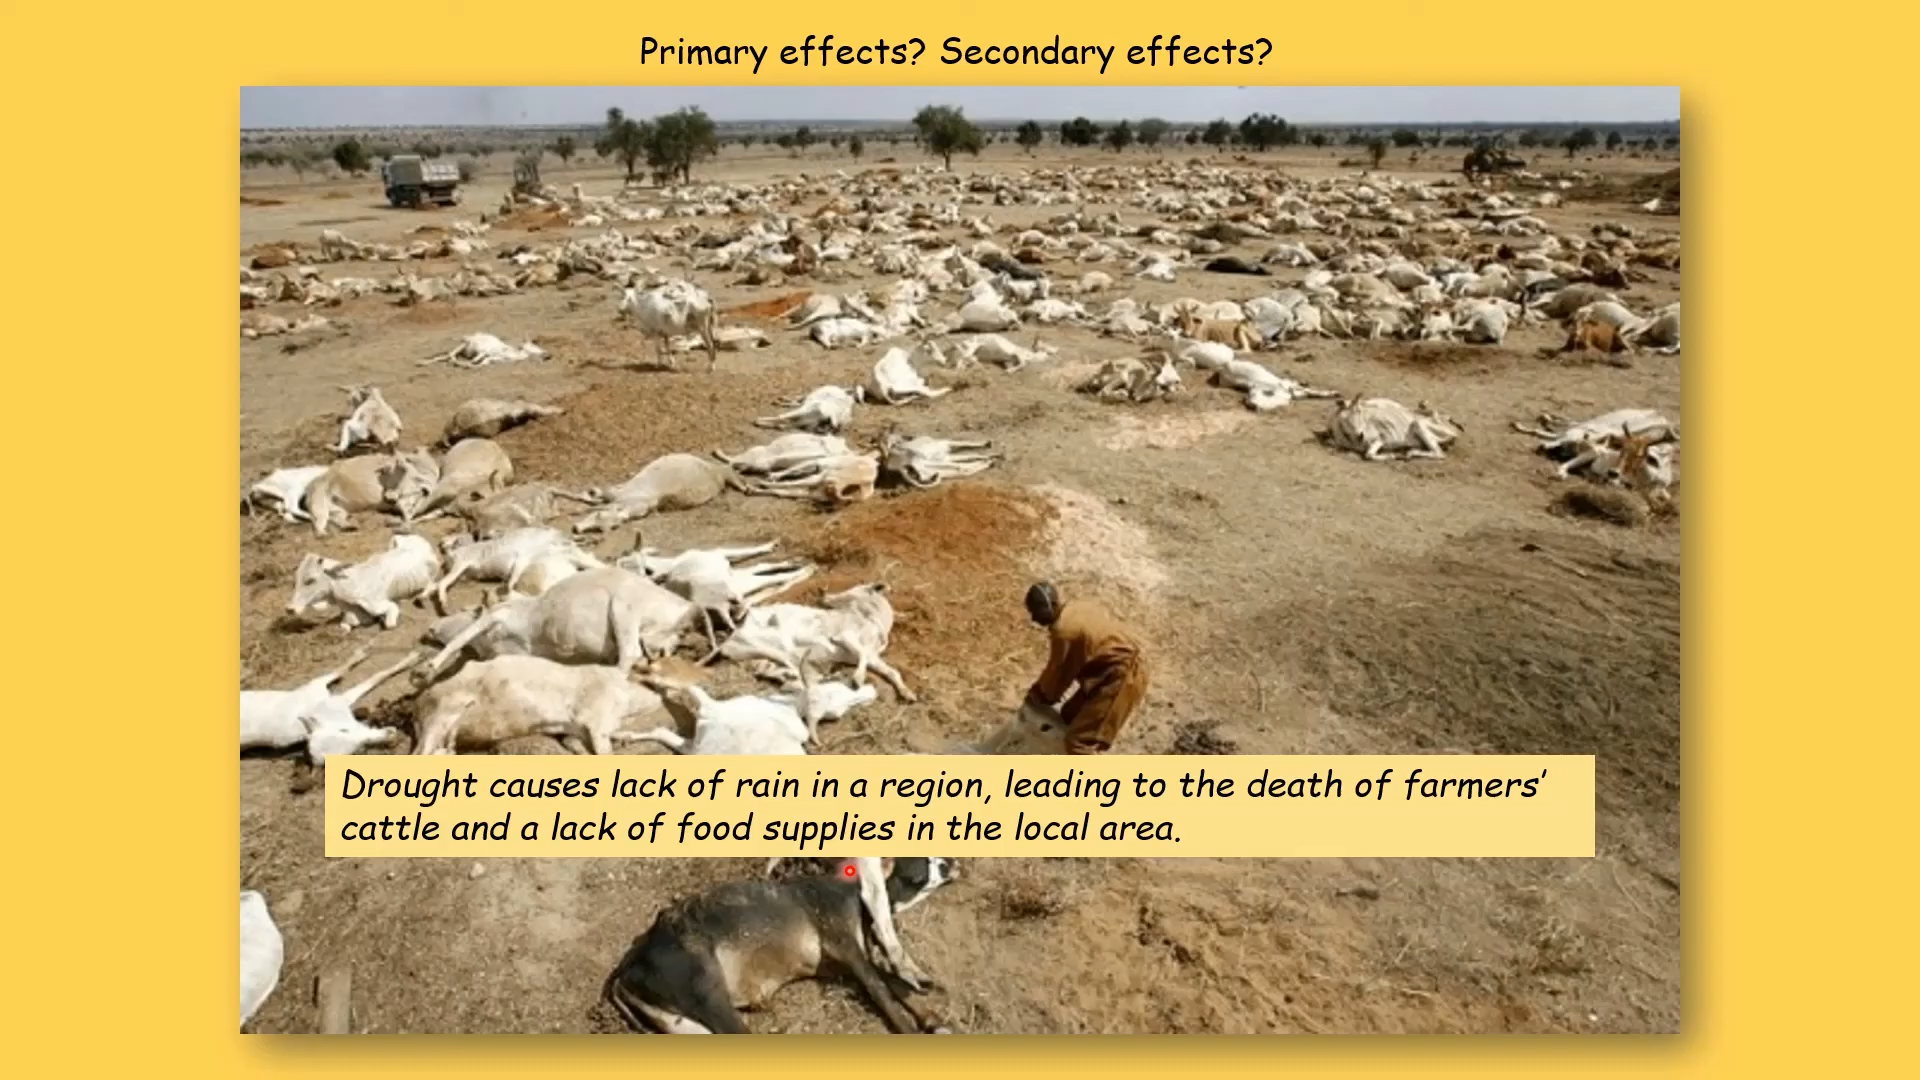 Primary effects? Secondary effects?
Drought causes lack of rain in a region, leading to the death of farmers’
cattle and a lack of food supplies in the local area.